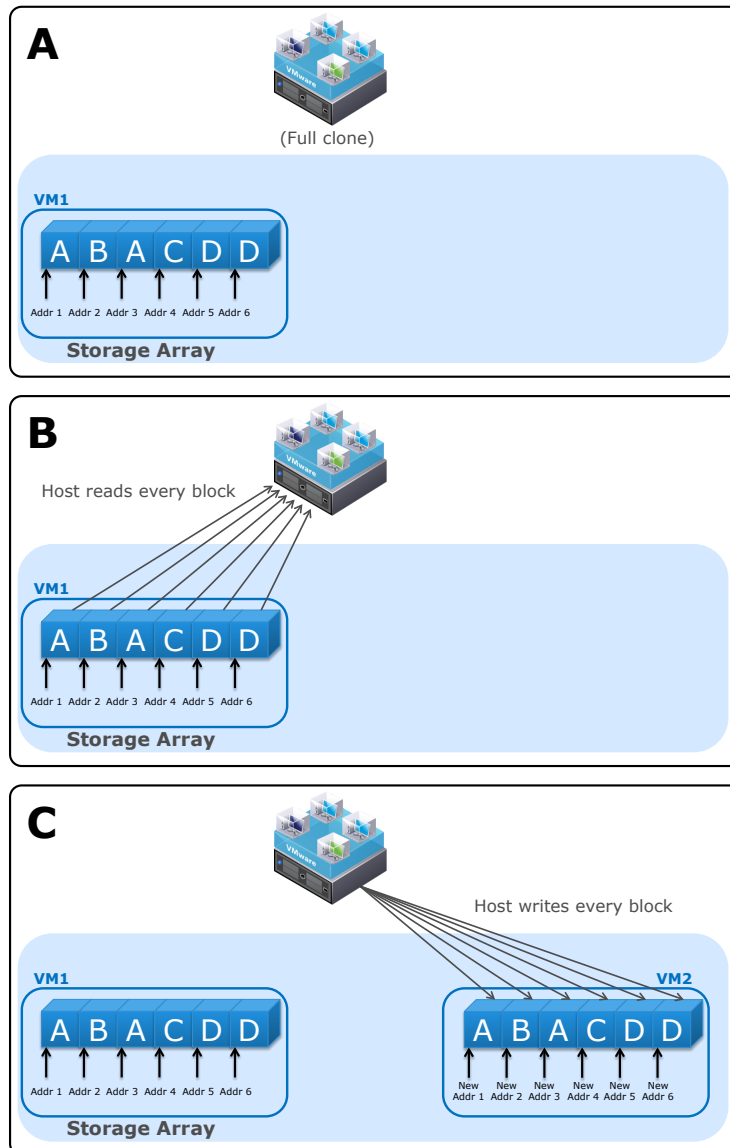 A
VMware
(Full clone)
VM1
A B A C D D
Addr 1 Addr 2 Addr 3 Addr 4 Addr 5 Addr 6
Storage Array
B
VMware
Host reads every block
VM1
A B A C D D
Addr 1 Addr 2 Addr 3 Addr 4 Addr 5 Addr 6
Storage Array
C
VMware
Host writes every block
VM1
A B A C D D
Addr 1 Addr 2 Addr 3 Addr 4 Addr 5 Addr 6
Storage Array
VM2
A B A C D D
New New New New New New
Addr 1 Addr 2 Addr 3 Addr 4 Addr 5 Addr 6